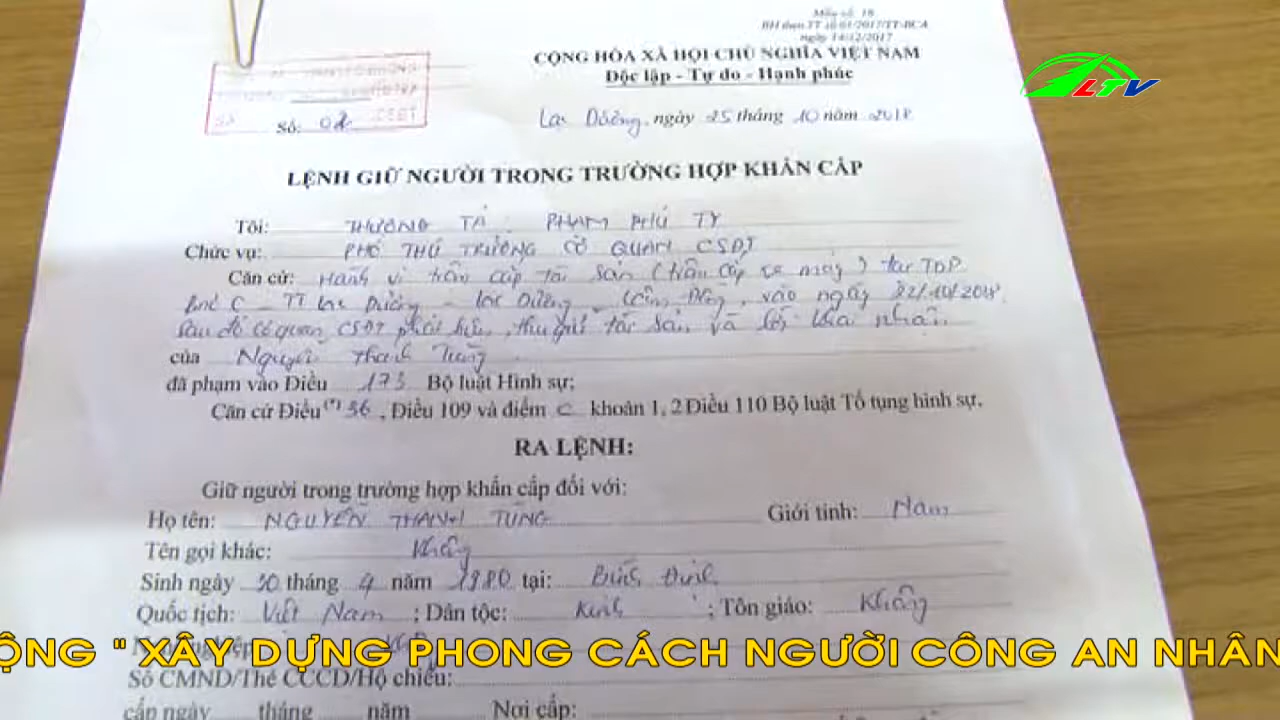 Mẫu số: 18
BH theo TT số 61/2017/TT-BCA
ngày 14/12/2017
CỘNG HÒA XÃ HỘI CHỦ NGHĨA VIỆT NAM
Độc lập - Tự do - Hạnh phúc
LTV
Số: 02
Lạc Dương, ngày 25 tháng 10 năm 2018
LỆNH GIỮ NGƯỜI TRONG TRƯỜNG HỢP KHẨN CẤP
Tôi: THƯỢNG TÁ: PHẠM PHÚ TY
Chức vụ: PHÓ THỦ TRƯỞNG CƠ QUAN CSĐT
Căn cứ: Hành vi trộm cắp tài sản (trộm cắp xe máy) tại TDP
C - TT Lạc Dương - Lạc Dương - Lâm Đồng, vào ngày 22/10/2018
Sau đó cơ quan CSĐT phát hiện, thu giữ tài sản và lời khai nhận
của Nguyễn Thanh Tùng
đã phạm vào Điều 173 Bộ luật Hình sự;
Căn cứ Điều (*) 36, Điều 109 và điểm c khoản 1, 2 Điều 110 Bộ luật Tố tụng hình sự,
RA LỆNH:
Giữ người trong trường hợp khẩn cấp đối với:
Họ tên: NGUYỄN THANH TÙNG Giới tính: Nam
Tên gọi khác: Không
Sinh ngày 30 tháng 4 năm 1980 tại: Bình Định
Quốc tịch: Việt Nam; Dân tộc: Kinh; Tôn giáo: Không
ỘNG " XÂY DỰNG PHONG CÁCH NGƯỜI CÔNG AN NHÂN
Số CMND/Thẻ CCCD/Hộ chiếu:
cấp ngày tháng năm Nơi cấp: